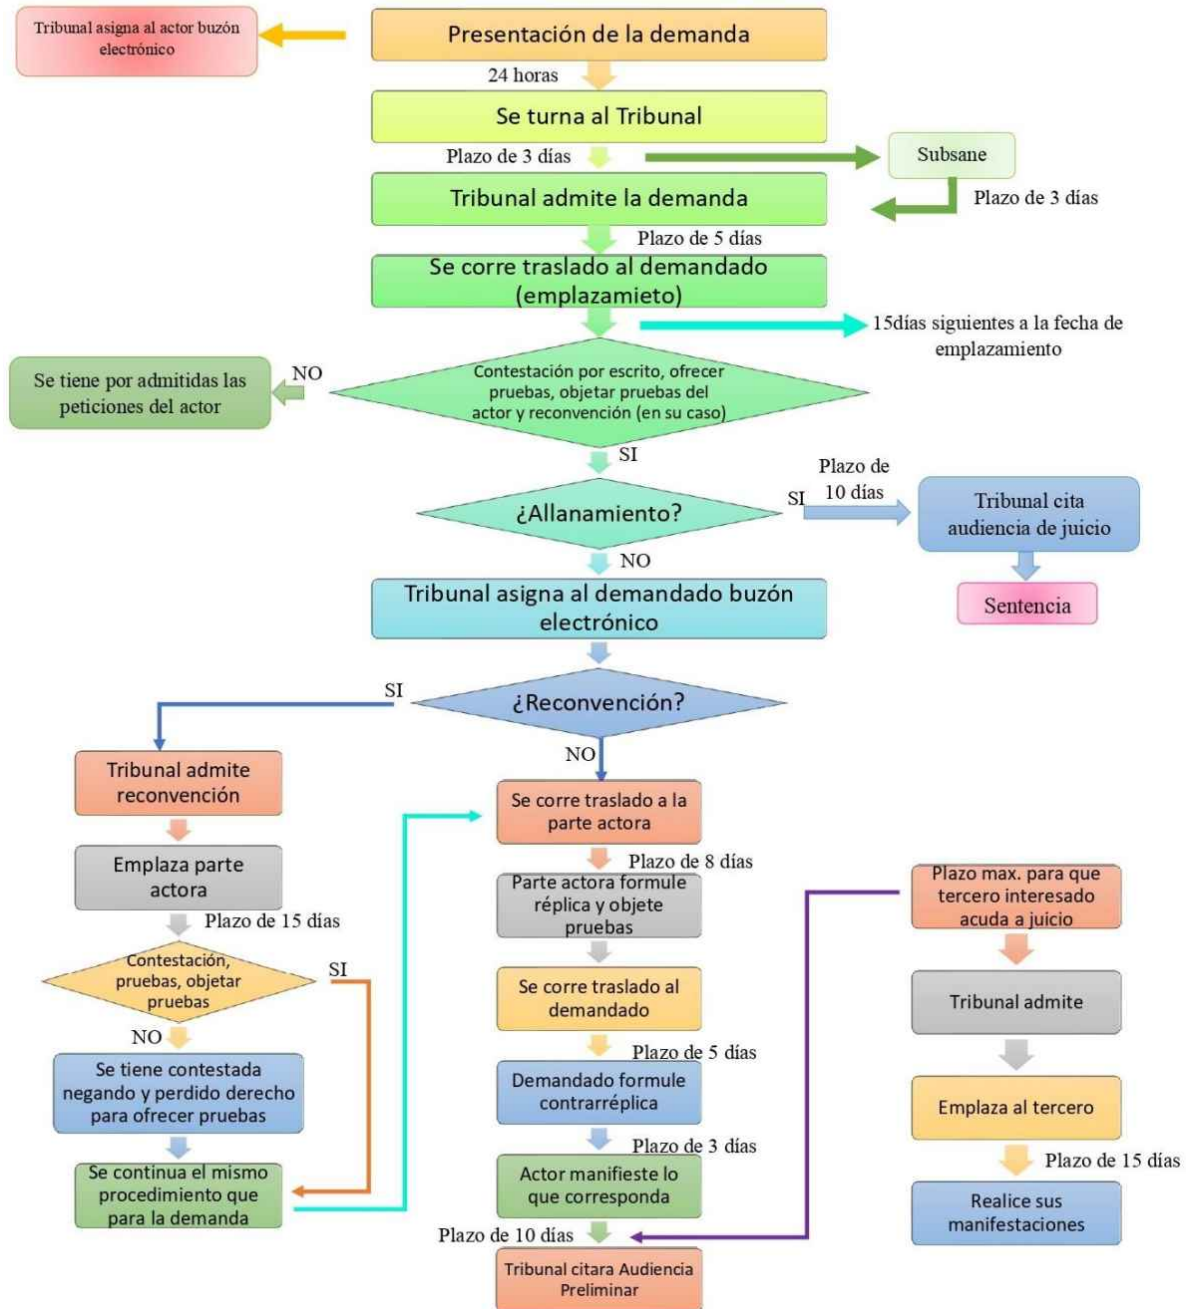 Tribunal asigna al actor buzón
electrónico
Presentación de la demanda
24 horas
Se turna al Tribunal
Plazo de 3 días
Subsane
Plazo de 3 días
Tribunal admite la demanda
Plazo de 5 días
Se corre traslado al demandado
(emplazamieto)
15días siguientes a la fecha de
emplazamiento
Contestación por escrito, ofrecer
pruebas, objetar pruebas del
actor y reconvención (en su caso)
NO
Se tiene por admitidas las
peticiones del actor
SI
¿Allanamiento?
SI
Plazo de
10 días
Tribunal cita
audiencia de juicio
Sentencia
NO
Tribunal asigna al demandado buzón
electrónico
¿Reconvención?
SI
NO
Tribunal admite
reconvención
Emplaza parte
actora
Plazo de 15 días
Contestación,
pruebas, objetar
pruebas
SI
NO
Se tiene contestada
negando y perdido derecho
para ofrecer pruebas
Se continua el mismo
procedimiento que
para la demanda
Se corre traslado a la
parte actora
Plazo de 8 días
Parte actora formule
réplica y objete
pruebas
Se corre traslado al
demandado
Plazo de 5 días
Demandado formule
contrarréplica
Plazo de 3 días
Actor manifieste lo
que corresponda
Plazo de 10 días
Tribunal citara Audiencia
Preliminar
Plazo max. para que
tercero interesado
acuda a juicio
Tribunal admite
Emplaza al tercero
Plazo de 15 días
Realice sus
manifestaciones